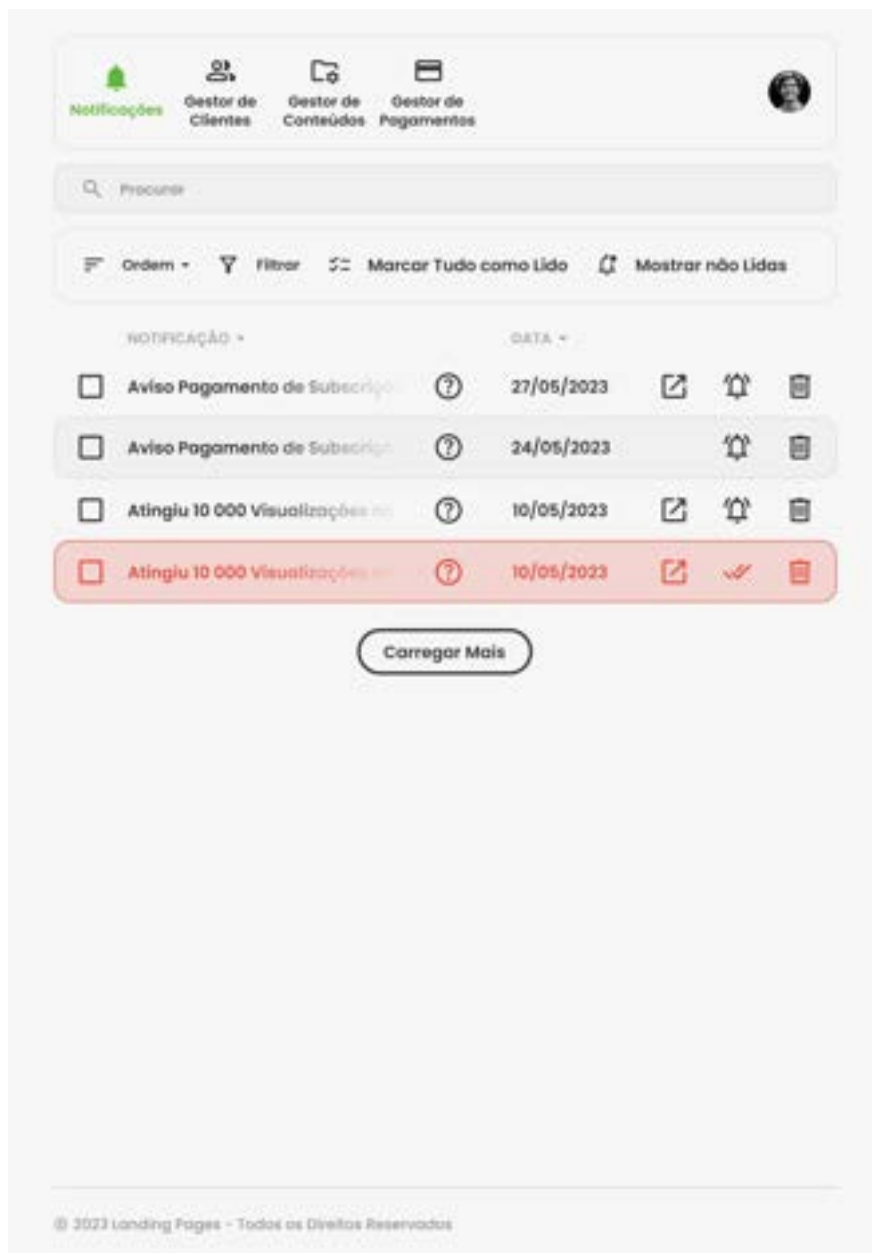 Notificações
Gestor de
Clientes
Gestor de
Conteúdos
Gestor de
Pagamentos
Procurar
Ordem
Filtrar
Marcar Tudo como Lido
Mostrar não Lidas
NOTIFICAÇÃO
DATA
Aviso Pagamento de Subscrição
27/05/2023
Aviso Pagamento de Subscriç
24/05/2023
Atingiu 10 000 Visualizações no
10/05/2023
Atingiu 10 000 Visualizações
10/05/2023
Carregar Mais
© 2023 Landing Pages - Todos os Direitos Reservados